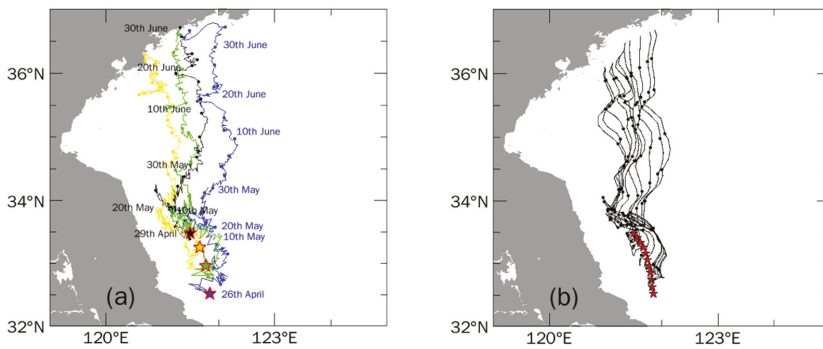 36°N
34°N
32°N
120°E
123°E
30th June
30th June
20th June
20th June
10th June
10th June
30th May
30th May
20th May
10th May
20th May
29th April
10th May
26th April
(a)
36°N
34°N
32°N
120°E
123°E
(b)